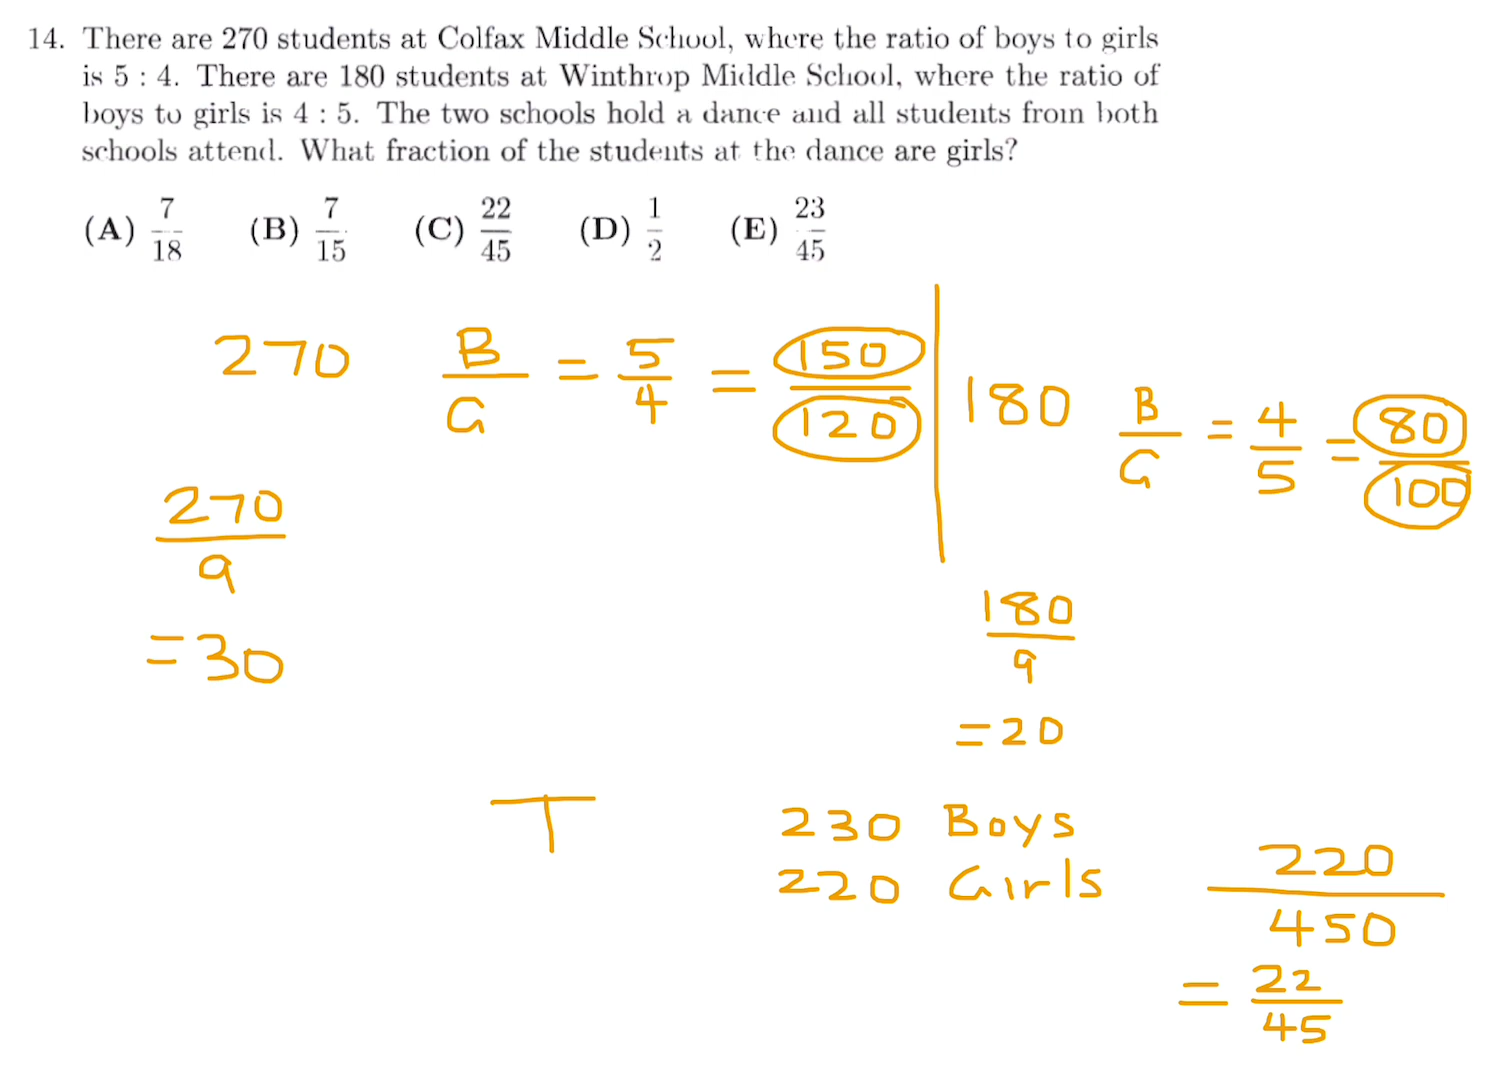 14. There are 270 students at Colfax Middle School, where the ratio of boys to girls
is 5 : 4. There are 180 students at Winthrop Middle School, where the ratio of
boys to girls is 4 : 5. The two schools hold a dance and all students from both
schools attend. What fraction of the students at the dance are girls?
(A) 7/18 (B) 7/15 (C) 22/45 (D) 1/2 (E) 23/45
270 B/G = 5/4 = 150/120
270/9
= 30
180 B/G = 4/5 = 80/100
180/9
= 20
T
230 Boys
220 Girls
220/450
= 22/45